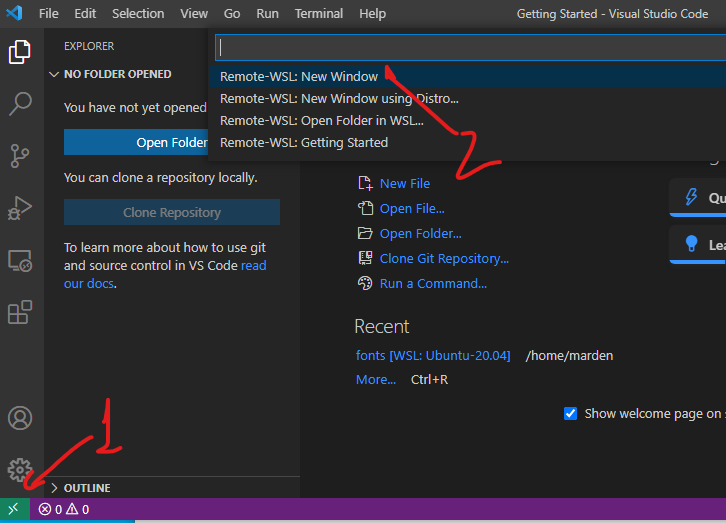 File Edit Selection View Go Run Terminal Help Getting Started - Visual Studio Code
EXPLORER
NO FOLDER OPENED
Remote-WSL: New Window
Remote-WSL: New Window using Distro...
Remote-WSL: Open Folder in WSL...
Remote-WSL: Getting Started
You have not yet opened
Open Folder
You can clone a repository locally.
Clone Repository
To learn more about how to use git
and source control in VS Code read
our docs.
New File
Open File...
Open Folder...
Clone Git Repository...
Run a Command...
Qu
Lea
Recent
fonts [WSL: Ubuntu-20.04] /home/marden
More... Ctrl+R
Show welcome page on
1
2
OUTLINE
0 0